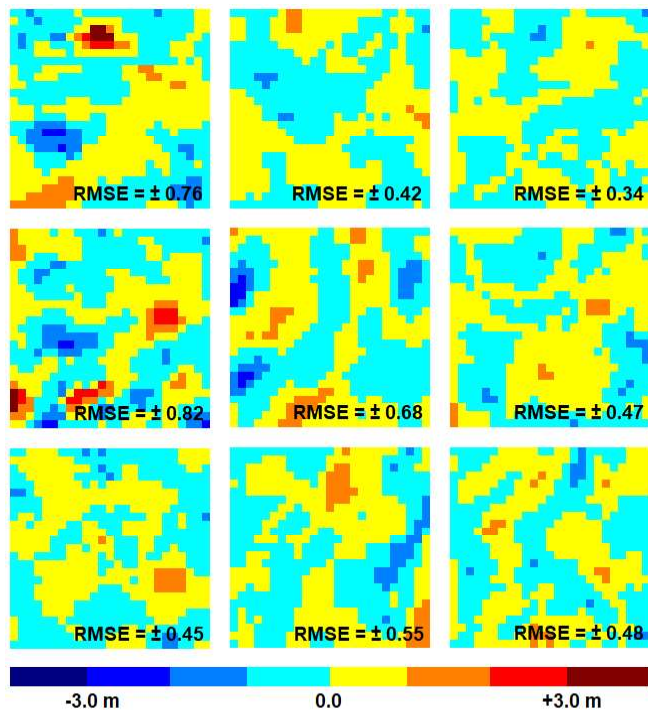 RMSE = ± 0.76
RMSE = ± 0.42
RMSE = ± 0.34
RMSE = ± 0.82
RMSE = ± 0.68
RMSE = ± 0.47
RMSE = ± 0.45
RMSE = ± 0.55
RMSE = ± 0.48
-3.0 m 0.0 +3.0 m